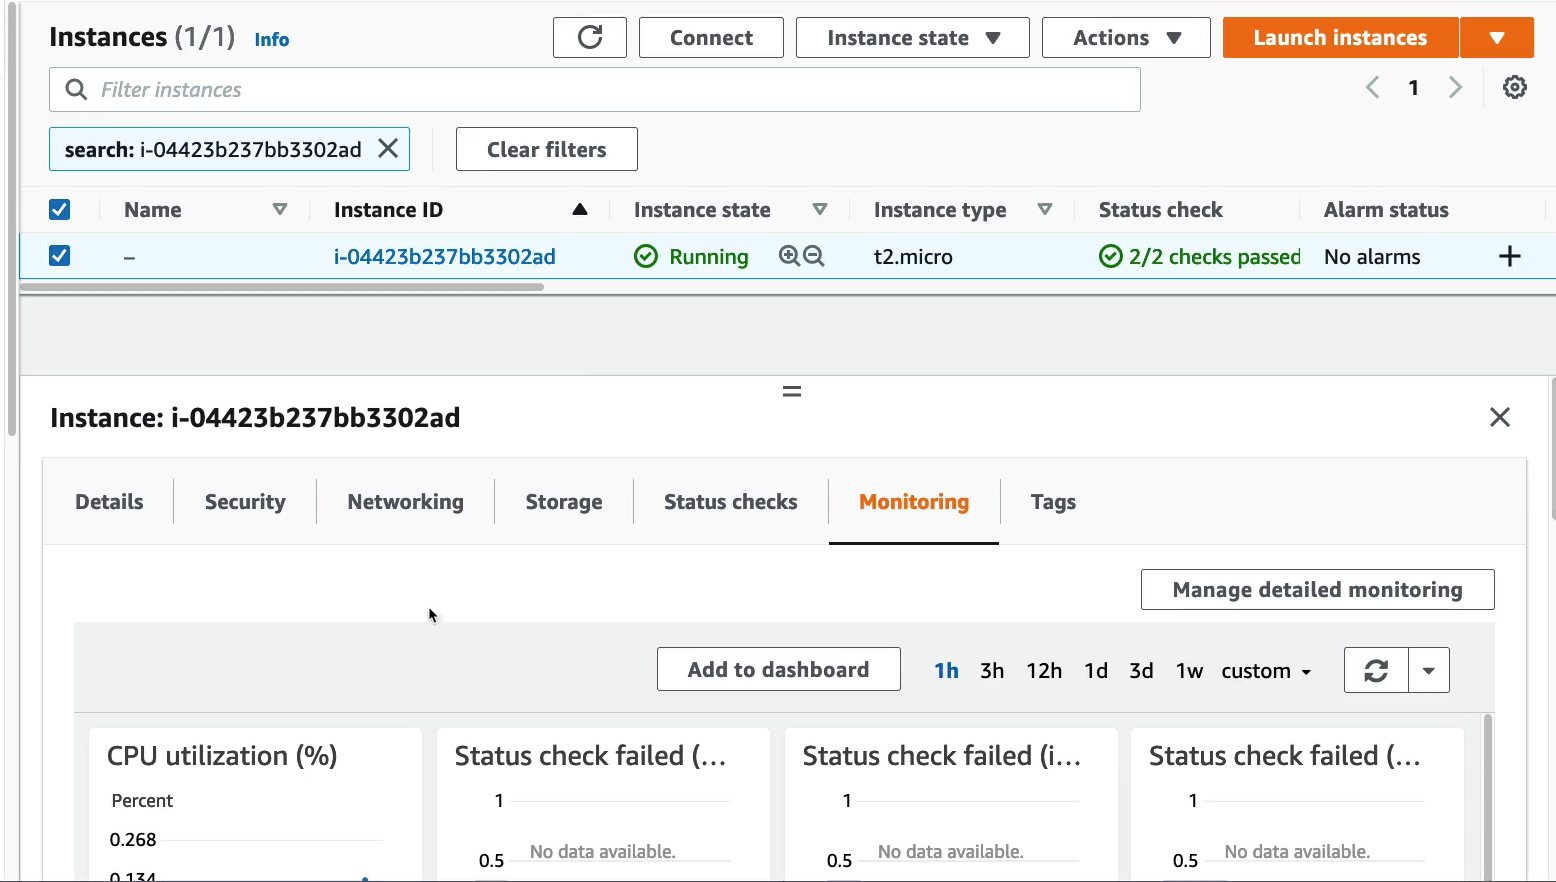 Instances (1/1) Info
Connect
Instance state
Actions
Launch instances
Filter instances
1
search: i-04423b237bb3302ad
Clear filters
Name Instance ID Instance state Instance type Status check Alarm status
– i-04423b237bb3302ad Running t2.micro 2/2 checks passed No alarms
Instance: i-04423b237bb3302ad
Details Security Networking Storage Status checks Monitoring Tags
Manage detailed monitoring
Add to dashboard 1h 3h 12h 1d 3d 1w custom
CPU utilization (%)
Percent
0.268
0.134
Status check failed (...
1
No data available.
0.5
Status check failed (i...
1
No data available.
0.5
Status check failed (...
1
No data available.
0.5